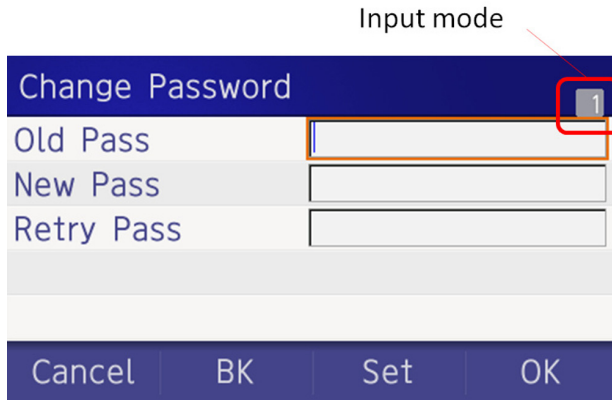 Input mode
Change Password
1
Old Pass
New Pass
Retry Pass
Cancel BK Set OK